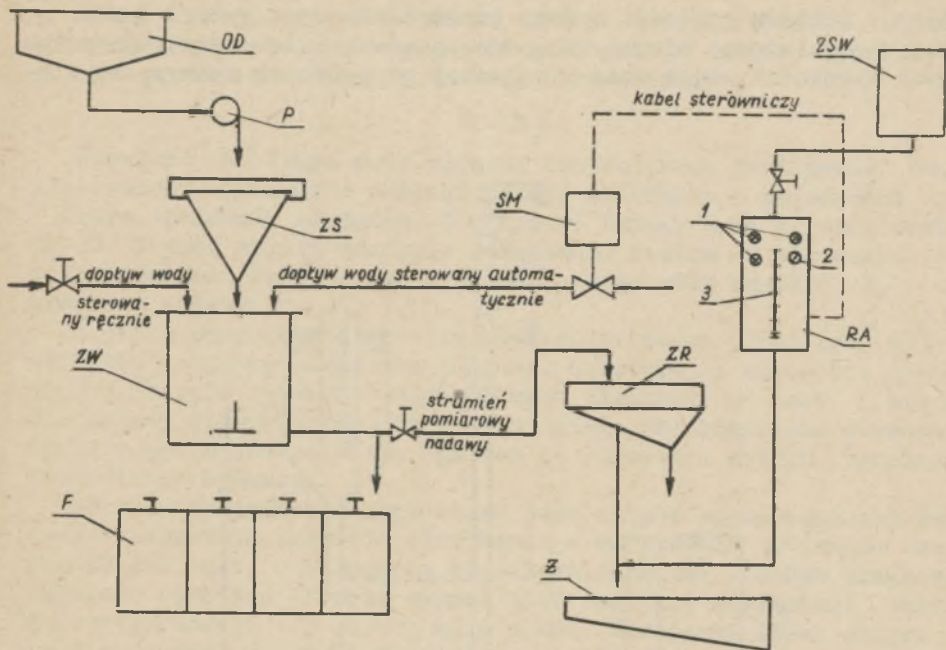 OD
ZSW
P
kabel sterowniczy
ZS
SM
1
2
3
dopływ wody
sterowa-
ny ręcznie
dopływ wody sterowany automa-
tycznie
RA
ZW
ZR
strumień
pomiarowy
nadawy
F
Z